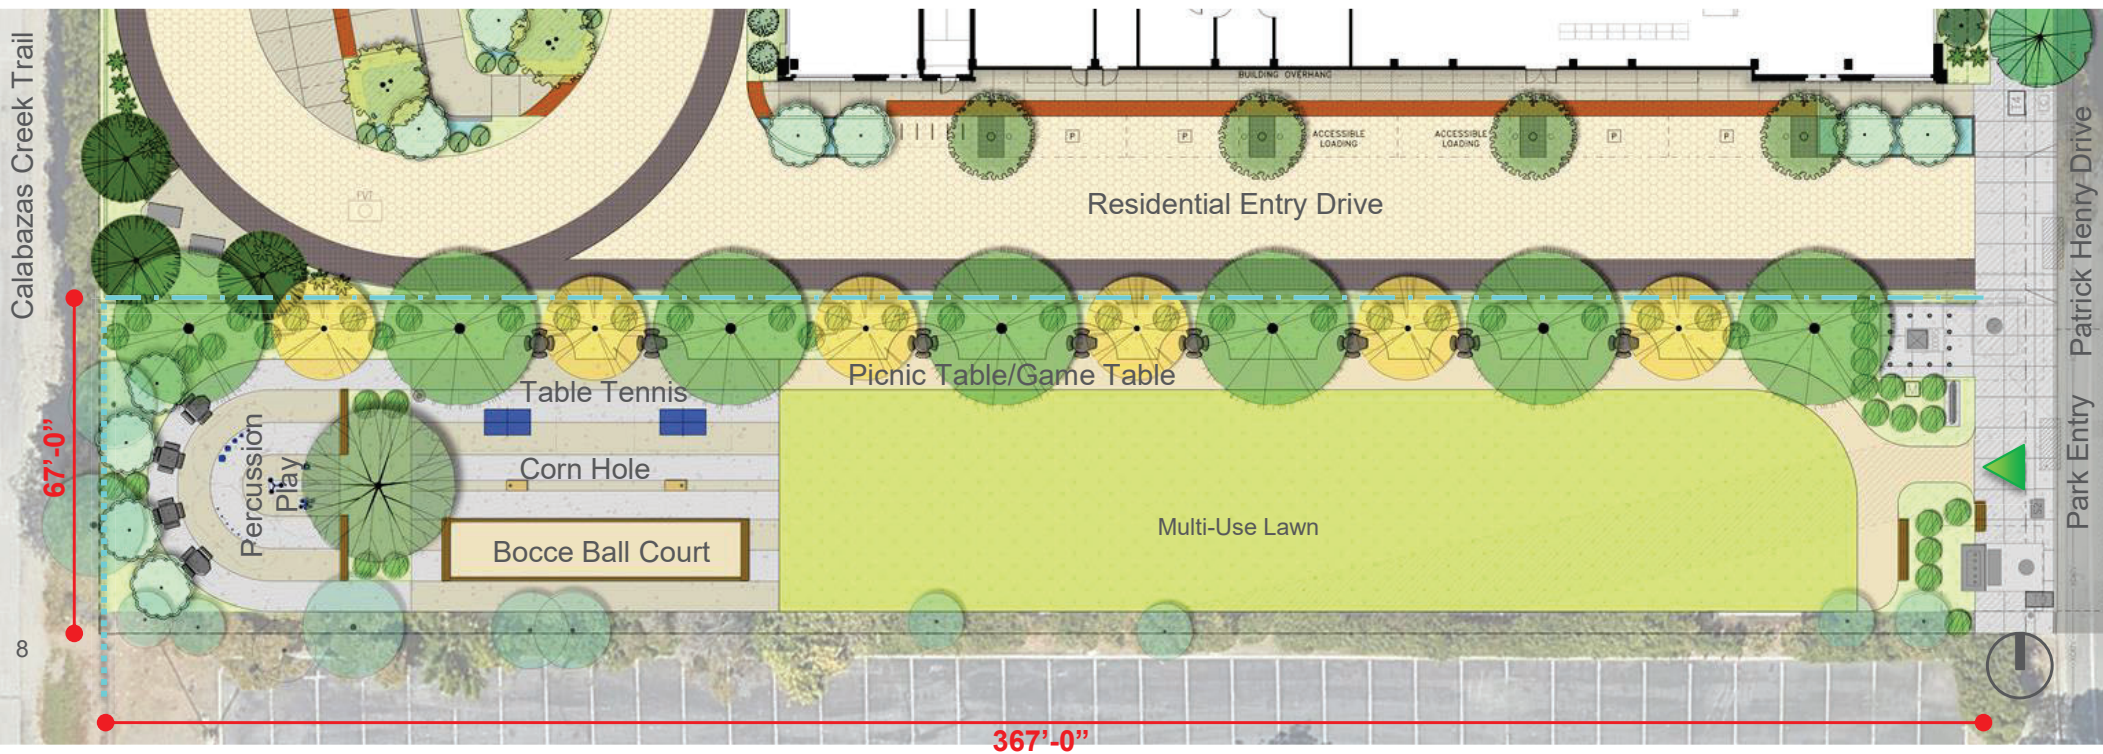 Calabazas Creek Trail
BUILDING OVERHANG
P
P
ACCESSIBLE
LOADING
ACCESSIBLE
LOADING
P
P
FVT
Residential Entry Drive
Patrick Henry Drive
Table Tennis
Picnic Table/Game Table
Percussion
Play
Corn Hole
Bocce Ball Court
Multi-Use Lawn
Park Entry
67'-0”
8
367'-0”